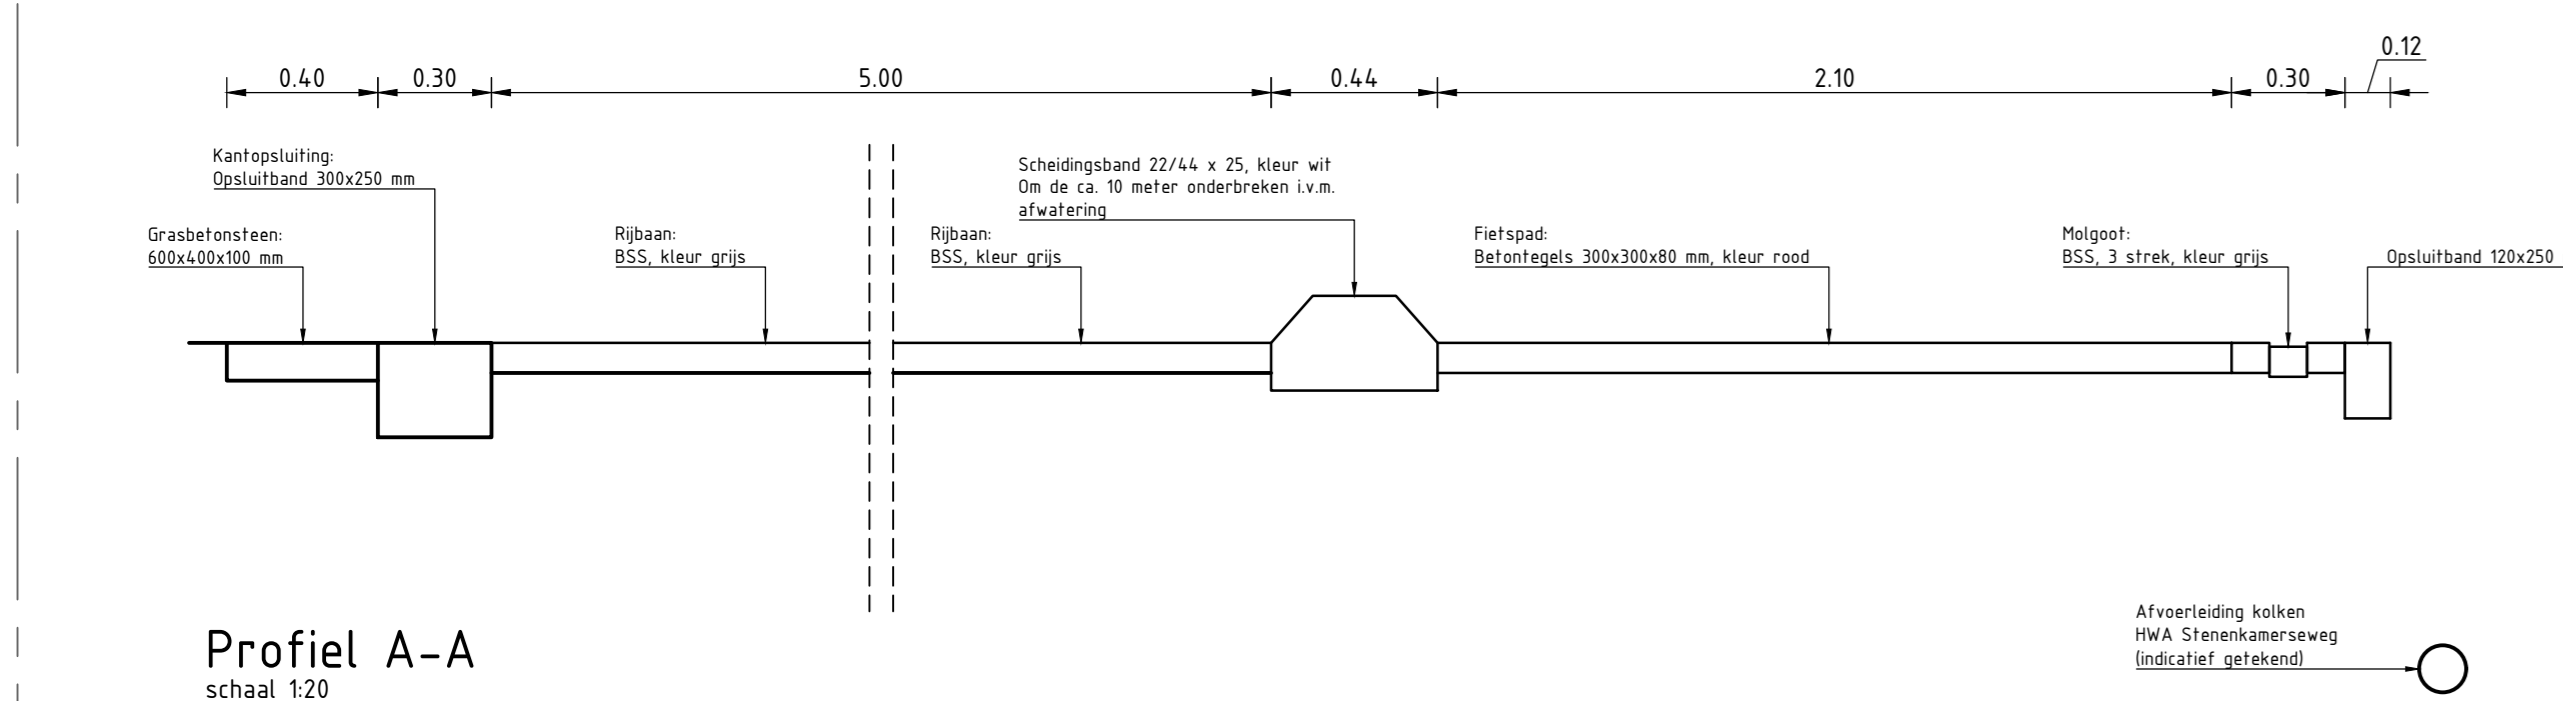 0.12
0.40
0.30
5.00
0.44
2.10
0.30
Kantopsluiting:
Opsluitband 300x250 mm
Scheidingsband 22/44 x 25, kleur wit
Om de ca. 10 meter onderbreken i.v.m.
afwatering
Grasbetonsteen:
600x400x100 mm
Rijbaan:
BSS, kleur grijs
Rijbaan:
BSS, kleur grijs
Fietspad:
Betontegels 300x300x80 mm, kleur rood
Molgoot:
BSS, 3 strek, kleur grijs
Opsluitband 120x250
Profiel A-A
schaal 1:20
Afvoerleiding kolken
HWA Stenenkamerseweg
(indicatief getekend)